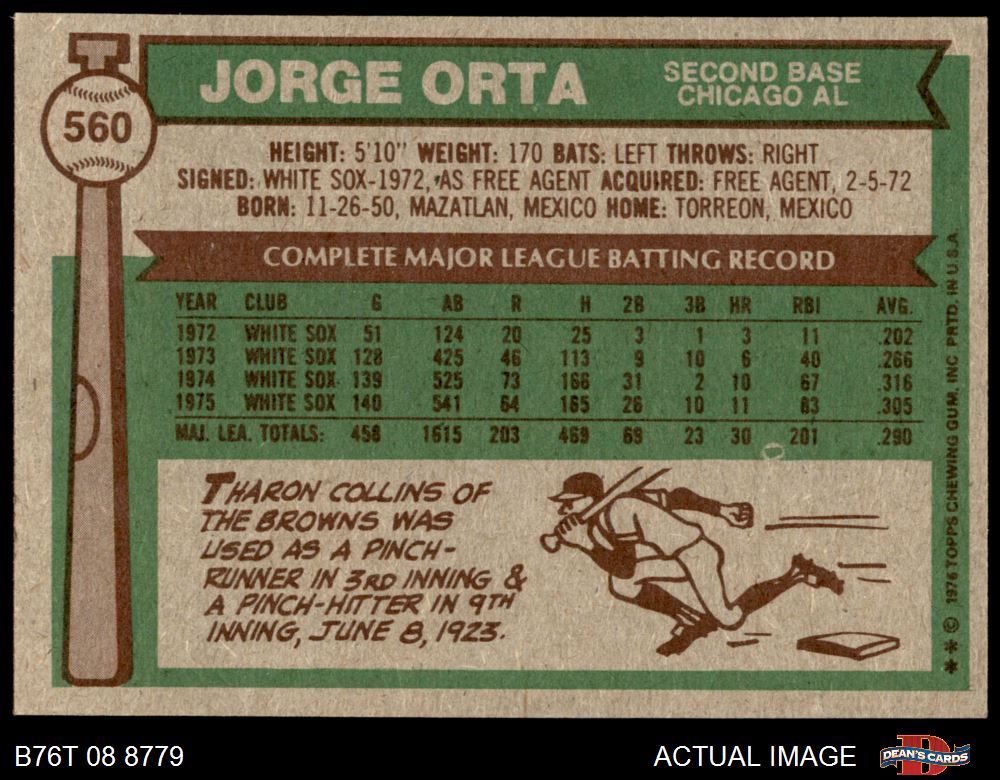 JORGE ORTA
SECOND BASE
CHICAGO AL
560
HEIGHT: 5'10" WEIGHT: 170 BATS: LEFT THROWS: RIGHT
SIGNED: WHITE SOX-1972, AS FREE AGENT ACQUIRED: FREE AGENT, 2-5-72
BORN: 11-26-50, MAZATLAN, MEXICO HOME: TORREON, MEXICO
COMPLETE MAJOR LEAGUE BATTING RECORD
YEAR CLUB G AB R H 2B 3B HR RBI AVG.
1972 WHITE SOX 51 124 20 25 3 1 3 11 .202
1973 WHITE SOX 128 425 46 113 9 10 6 40 .266
1974 WHITE SOX 139 525 73 166 31 2 10 67 .316
1975 WHITE SOX 140 541 64 165 26 10 11 83 .305
MAJ. LEA. TOTALS: 458 1615 203 469 69 23 30 201 .290
THARON COLLINS OF
THE BROWNS WAS
USED AS A PINCH-
RUNNER IN 3RD INNING &
A PINCH-HITTER IN 9TH
INNING, JUNE 8, 1923.
* * © 1976 TOPPS CHEWING GUM, INC PRTD. IN U.S.A.
B76T 08 8779
ACTUAL IMAGE
DEAN'S CARDS